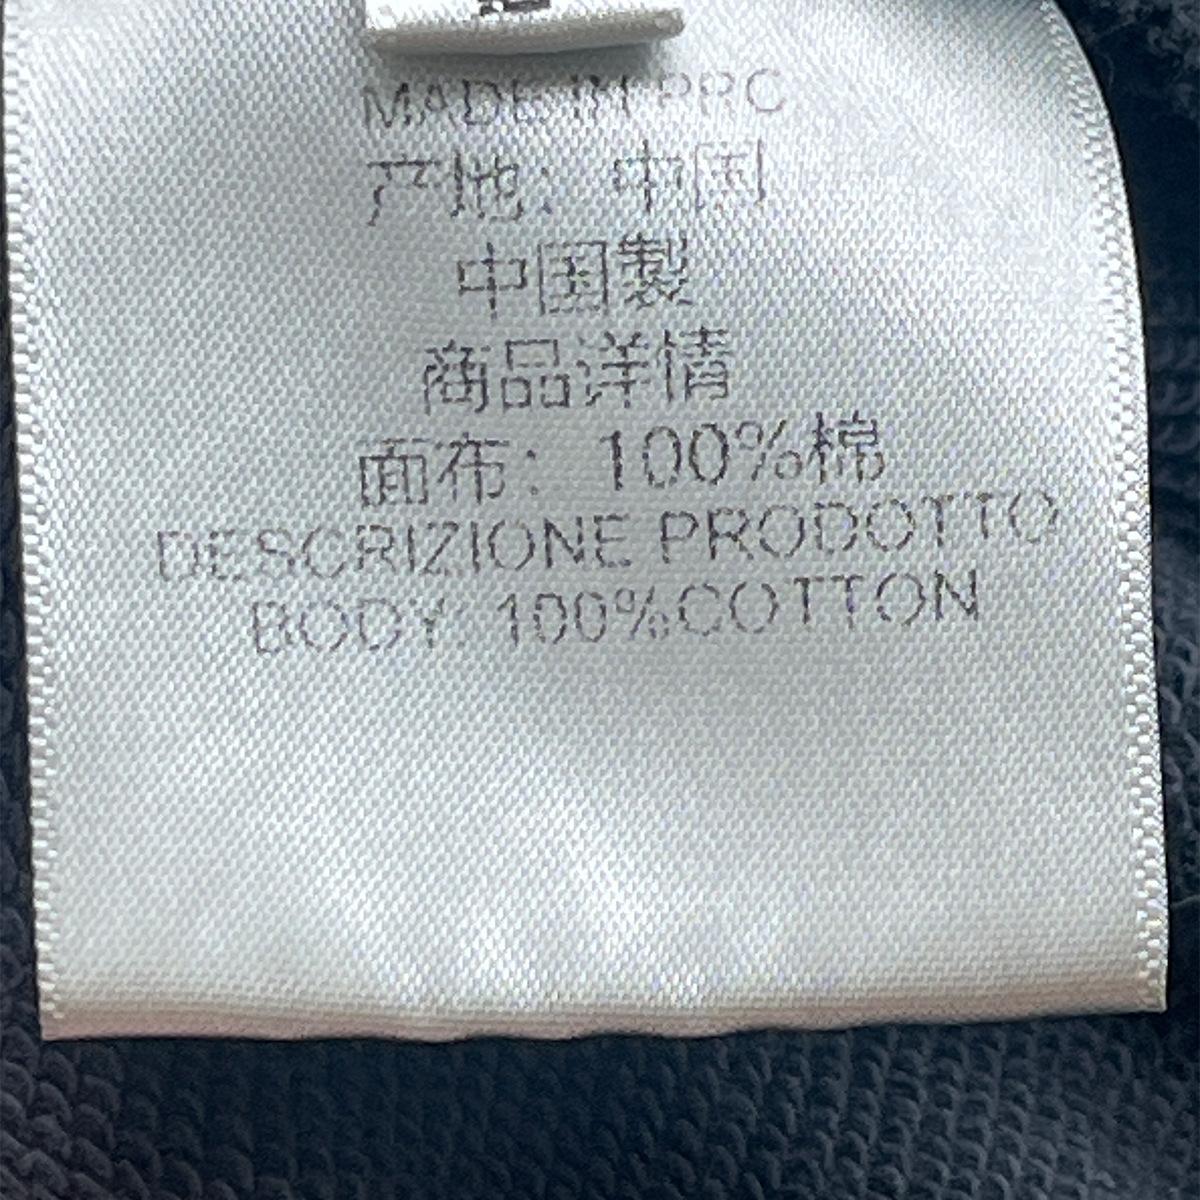 MADE IN PRC
产地：中国
中国製
商品详情
面布：100%棉
DESCRIZIONE PRODOTTO
BODY: 100%COTTON